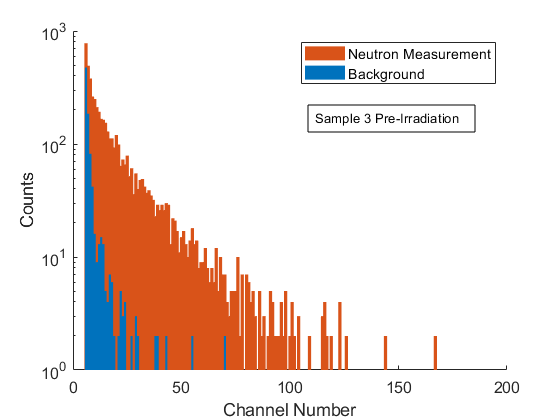 10³
Neutron Measurement
Background
Sample 3 Pre-Irradiation
10²
Counts
10¹
10⁰
0
50
100
150
200
Channel Number